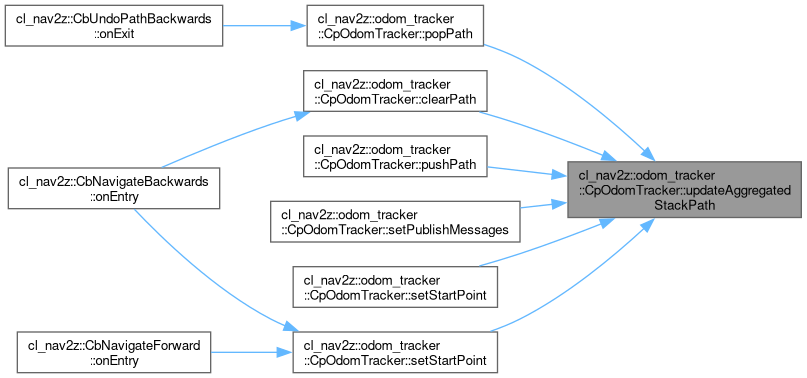 cl_nav2z::CbUndoPathBackwards
::onExit
cl_nav2z::odom_tracker
::CpOdomTracker::popPath
cl_nav2z::odom_tracker
::CpOdomTracker::clearPath
cl_nav2z::odom_tracker
::CpOdomTracker::pushPath
cl_nav2z::CbNavigateBackwards
::onEntry
cl_nav2z::odom_tracker
::CpOdomTracker::updateAggregated
StackPath
cl_nav2z::odom_tracker
::CpOdomTracker::setPublishMessages
cl_nav2z::odom_tracker
::CpOdomTracker::setStartPoint
cl_nav2z::CbNavigateForward
::onEntry
cl_nav2z::odom_tracker
::CpOdomTracker::setStartPoint